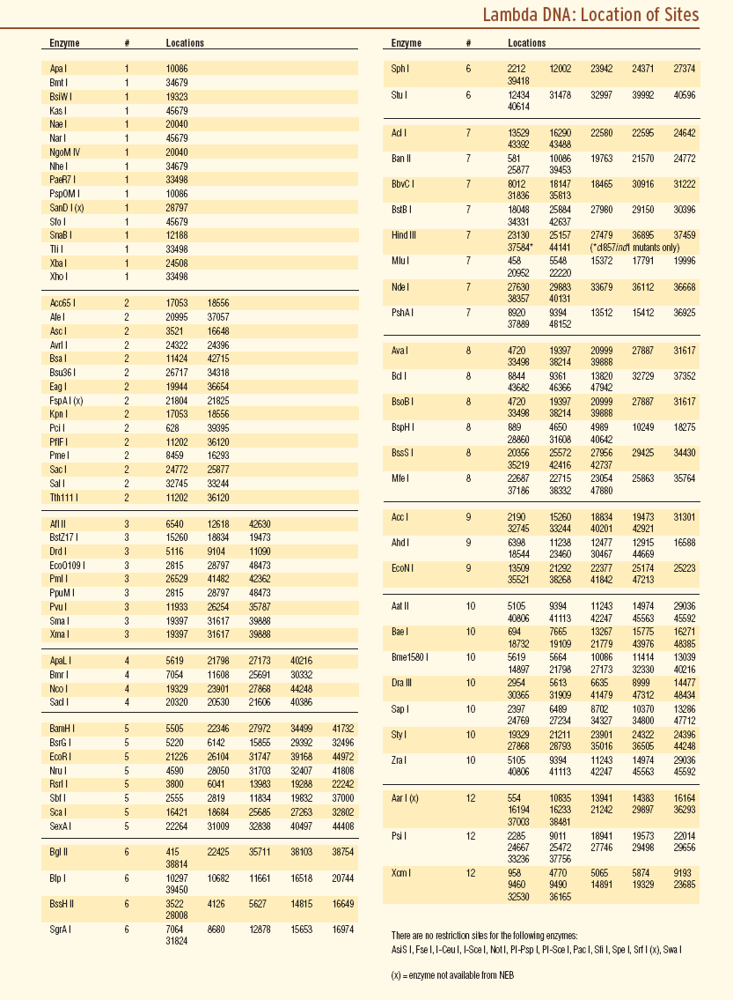 Lambda DNA: Location of Sites
Enzyme # Locations
Apa I 1 10086
Bmt I 1 34679
BsiW I 1 19323
Kas I 1 45679
Nae I 1 20040
Nar I 1 45679
NgoM IV 1 20040
Nhe I 1 34679
PaeR7 I 1 33498
PspOM I 1 10086
SanD I (x) 1 28797
Sfo I 1 45679
SnaB I 1 12188
Tli I 1 33498
Xba I 1 24508
Xho I 1 33498
Acc65 I 2 17053 18556
Afe I 2 20995 37057
Asc I 2 3521 16648
AvrI I 2 24322 24396
Bsa I 2 11424 42715
Bsu36 I 2 26717 34318
Eag I 2 19944 36654
FspA I (x) 2 21804 21825
Kpn I 2 17053 18556
Pci I 2 628 39395
PflF I 2 11202 36120
Pme I 2 8459 16293
Sac I 2 24772 25877
Sal I 2 32745 33244
Tth111 I 2 11202 36120
Afl II 3 6540 12618 42630
BstZ17 I 3 15260 18834 19473
Drd I 3 5116 9104 11090
EcoO109 I 3 2815 28797 48473
Pml I 3 26529 41482 42362
PpuM I 3 2815 28797 48473
Pvu I 3 11933 26254 35787
Sma I 3 19397 31617 39888
Xma I 3 19397 31617 39888
ApaL I 4 5619 21798 27173 40216
Bmr I 4 7054 11608 25691 30332
Nco I 4 19329 23901 27868 44248
SacI I 4 20320 20530 21606 40386
BamH I 5 5505 22346 27972 34499 41732
BsrG I 5 5220 6142 15855 29392 32496
EcoR I 5 21226 26104 31747 39168 44972
Nru I 5 4590 28050 31703 32407 41808
RsrI I 5 3800 6041 13983 19288 22242
Sbf I 5 2555 2819 11834 19832 37000
Sca I 5 16421 18684 25685 27263 32802
SexA I 5 22264 31009 32838 40497 44408
Bgl II 6 415 22425 35711 38103 38754
38814
Blp I 6 10297 10682 11661 16518 20744
39450
BssH II 6 3522 4126 5627 14815 16649
28008
SgrA I 6 7064 8680 12878 15653 16974
31824
Enzyme # Locations
Sph I 6 2212 12002 23942 24371 27374
39418
Stu I 6 12434 31478 32997 39992 40596
40614
Acl I 7 13529 16290 22580 22595 24642
43392 43488
Ban II 7 581 10086 19763 21570 24772
25877 39453
BbvC I 7 8012 18147 18465 30916 31222
31836 35813
BstB I 7 18048 25884 27980 29150 30396
34331 42637
Hind III 7 23130 25157 27479 36895 37459
37584* 44141 (*cI857ind1 mutants only)
Mlu I 7 458 5548 15372 17791 19996
20952 22220
Nde I 7 27630 29883 33679 36112 36668
38357 40131
PshA I 7 8920 9394 13512 15412 36925
37889 48152
Ava I 8 4720 19397 20999 27887 31617
33498 38214 39888
Bcl I 8 8844 9361 13820 32729 37352
43682 46366 47942
BsoB I 8 4720 19397 20999 27887 31617
33498 38214 39888
BspH I 8 889 4650 4989 10249 18275
28860 31608 40642
BssS I 8 20356 25572 27956 29425 34430
35219 42416 42737
Mfe I 8 22687 22715 23054 25863 35764
37186 38332 47880
Acc I 9 2190 15260 18834 19473 31301
32745 33244 40201 42921
Ahd I 9 6398 11238 12477 12915 16588
18544 23460 30467 44669
EcoN I 9 13509 21292 22377 25174 25223
35521 38268 41842 47213
Aat II 10 5105 9394 11243 14974 29036
40806 41113 42247 45563 45592
Bae I 10 694 7665 13267 15775 16271
18732 19109 21779 43976 48385
Bme1580 I 10 5619 5664 10086 11414 13039
14897 21798 27173 32330 40216
Dra III 10 2954 5613 6635 8999 14477
30365 31909 41479 47312 48434
Sap I 10 2397 6489 8702 10370 13286
24769 27234 34327 34800 47712
Sty I 10 19329 21211 23901 24322 24396
27868 28793 35016 36505 44248
Zra I 10 5105 9394 11243 14974 29036
40806 41113 42247 45563 45592
Aar I (x) 12 554 10835 13941 14383 16164
16194 16233 21242 29897 36293
37003 38481
Psi I 12 2285 9011 18941 19573 22014
24667 25472 27746 29498 29656
33236 37756
Xcm I 12 958 4770 5065 5874 9193
9460 9490 14891 19329 23685
32530 36165
There are no restriction sites for the following enzymes:
AsiS I, Fse I, I-Ceu I, I-Sce I, Not I, PI-Psp I, PI-Sce I, Pac I, Sfi I, Spe I, Srf I (x), Swa I
(x) = enzyme not available from NEB